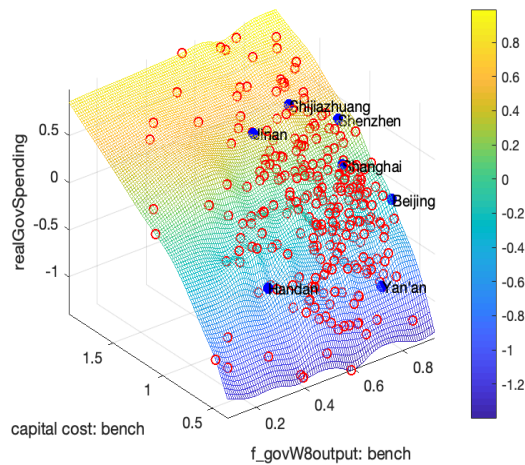 0.8
0.6
0.4
0.2
0
-0.2
-0.4
-0.6
-0.8
-1
-1.2
realGovSpending
0.5
0
-0.5
-1
Shijiazhuang
Shenzhen
Jinan
Shanghai
Beijing
Handan
Yan'an
1.5
1
0.5
capital cost: bench
0.2
0.4
0.6
0.8
f_govW8output: bench